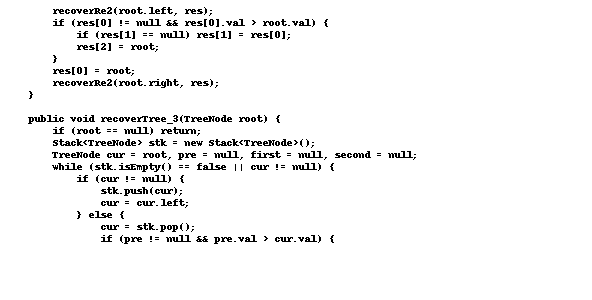 recoverRe2(root.left, res);
if (res[0] != null && res[0].val > root.val) {
if (res[1] == null) res[1] = res[0];
res[2] = root;
}
res[0] = root;
recoverRe2(root.right, res);
}
public void recoverTree_3(TreeNode root) {
if (root == null) return;
Stack<TreeNode> stk = new Stack<TreeNode>();
TreeNode cur = root, pre = null, first = null, second = null;
while (stk.isEmpty() == false || cur != null) {
if (cur != null) {
stk.push(cur);
cur = cur.left;
} else {
cur = stk.pop();
if (pre != null && pre.val > cur.val) {